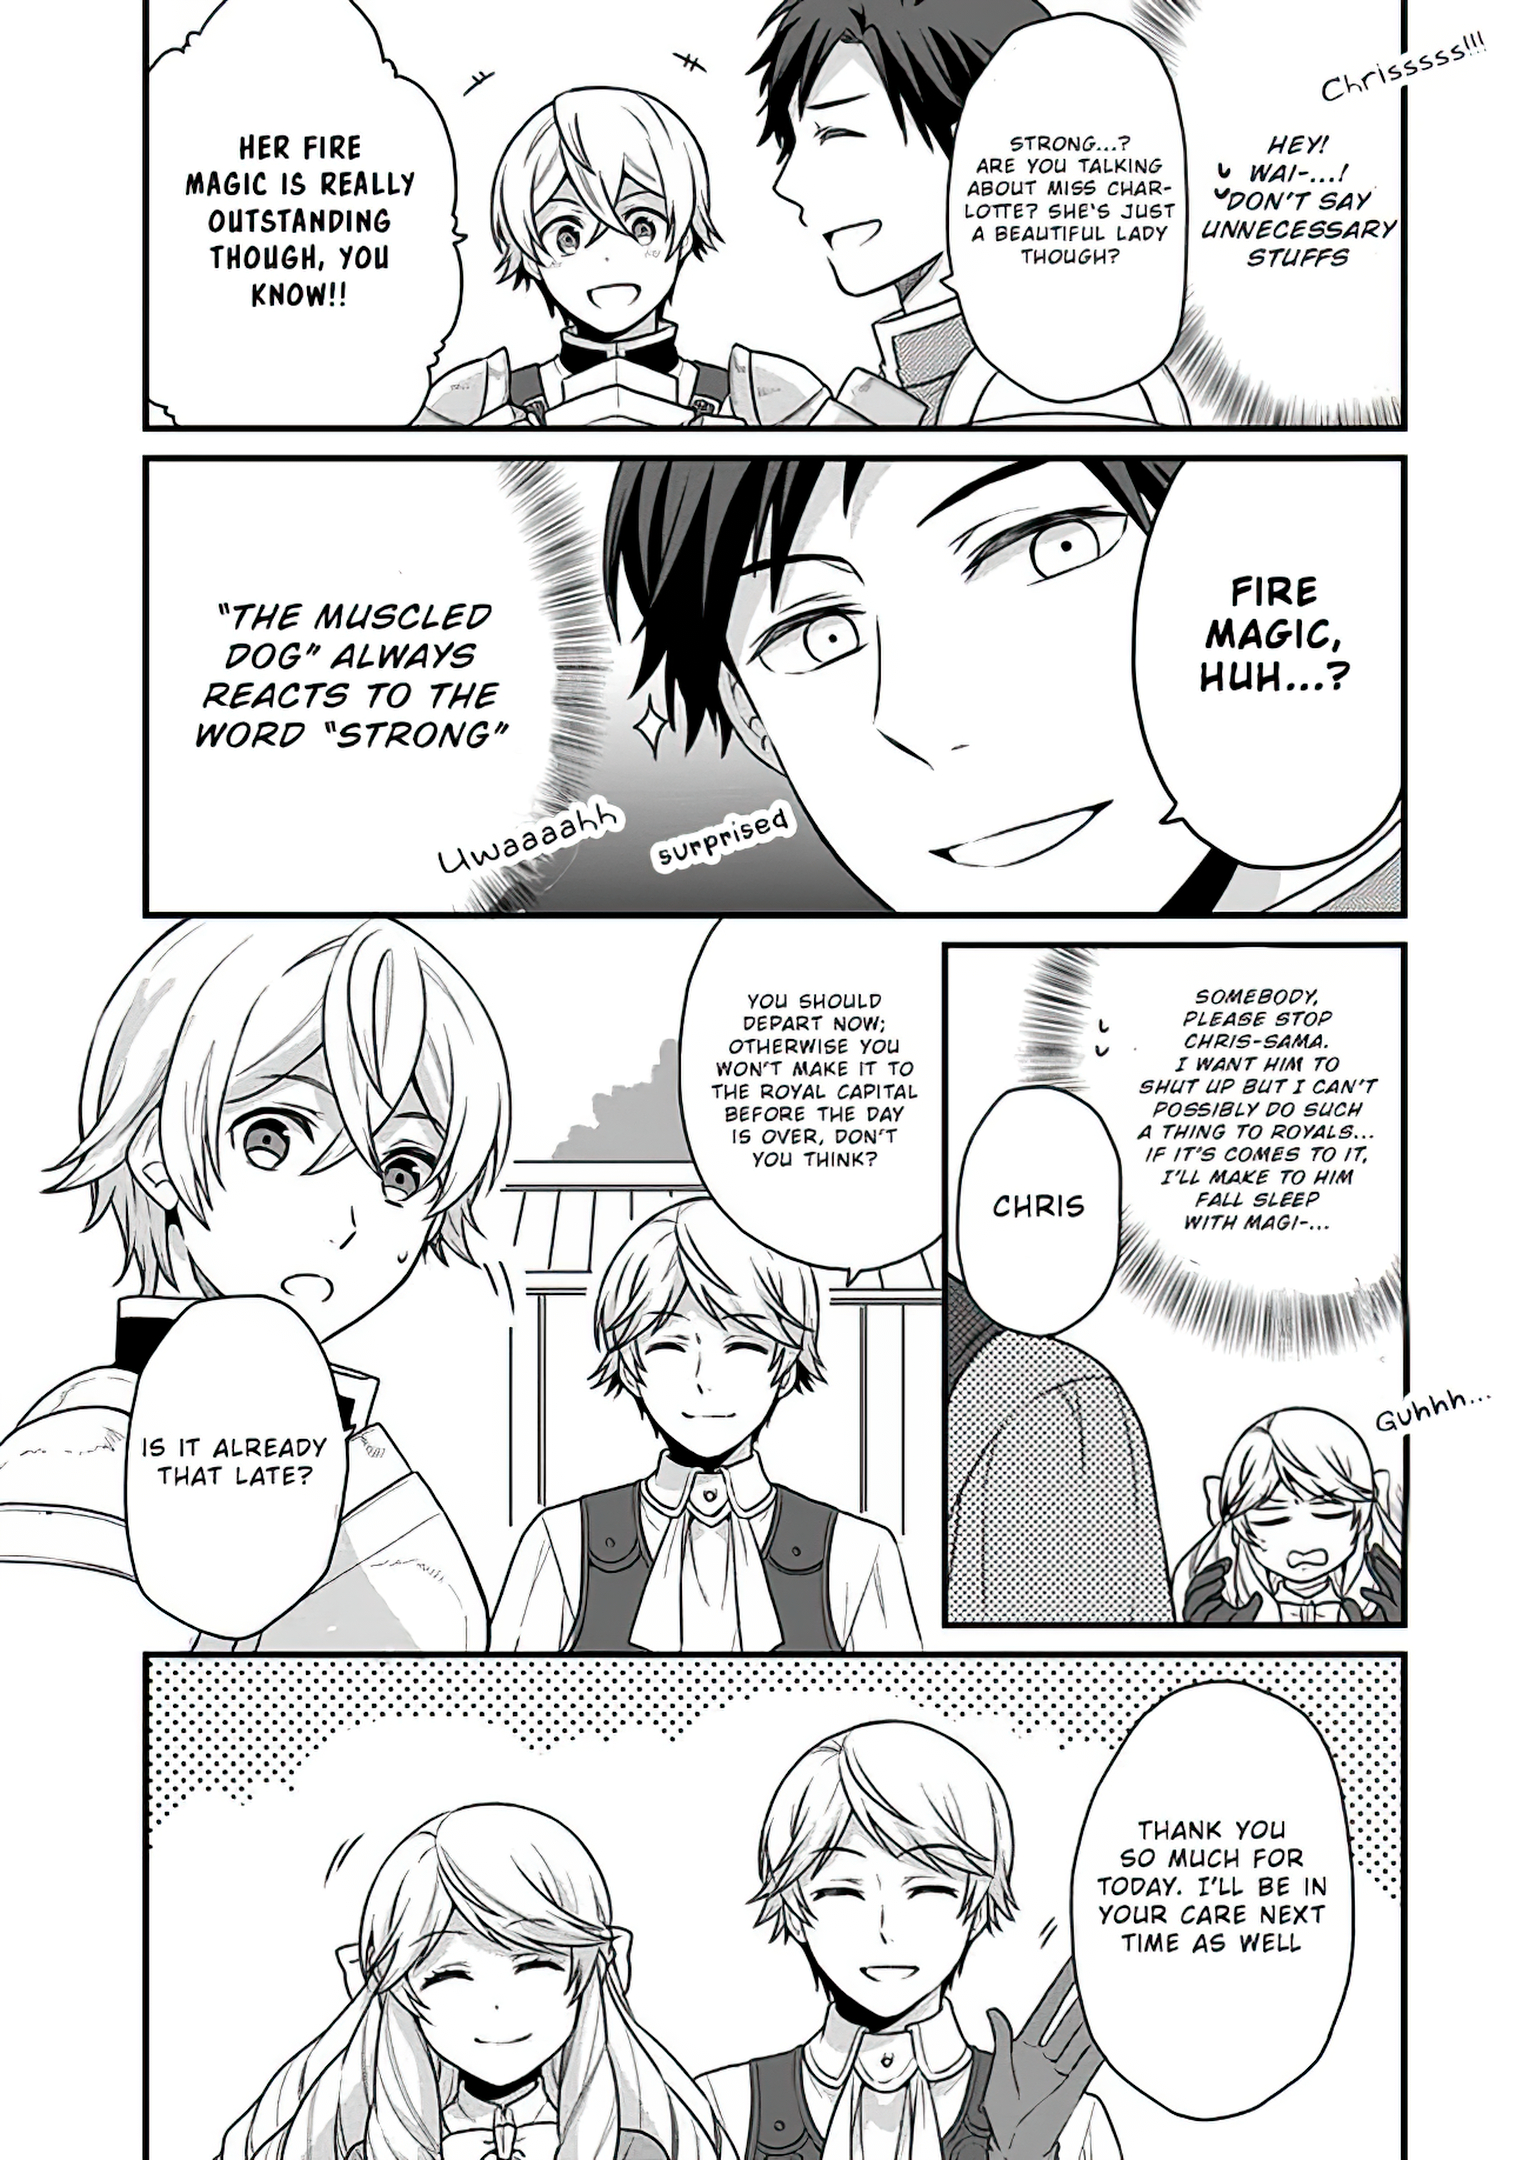 Chrisssss!!!
HEY!
WAI-...!
DON'T SAY
UNNECESSARY
STUFFS
STRONG...?
ARE YOU TALKING
ABOUT MISS CHAR-
LOTTE? SHE'S JUST
A BEAUTIFUL LADY
THOUGH?
HER FIRE
MAGIC IS REALLY
OUTSTANDING
THOUGH, YOU
KNOW!!
FIRE
MAGIC,
HUH...?
"THE MUSCLED
DOG" ALWAYS
REACTS TO THE
WORD "STRONG"
surprised
Uwaaaahh
SOMEBODY,
PLEASE STOP
CHRIS-SAMA.
I WANT HIM TO
SHUT UP BUT I CAN'T
POSSIBLY DO SUCH
A THING TO ROYALS...
IF IT'S COMES TO IT,
I'LL MAKE TO HIM
FALL SLEEP
WITH MAGI-...
CHRIS
Guhhh...
YOU SHOULD
DEPART NOW;
OTHERWISE YOU
WON'T MAKE IT TO
THE ROYAL CAPITAL
BEFORE THE DAY
IS OVER, DON'T
YOU THINK?
IS IT ALREADY
THAT LATE?
THANK YOU
SO MUCH FOR
TODAY. I'LL BE IN
YOUR CARE NEXT
TIME AS WELL